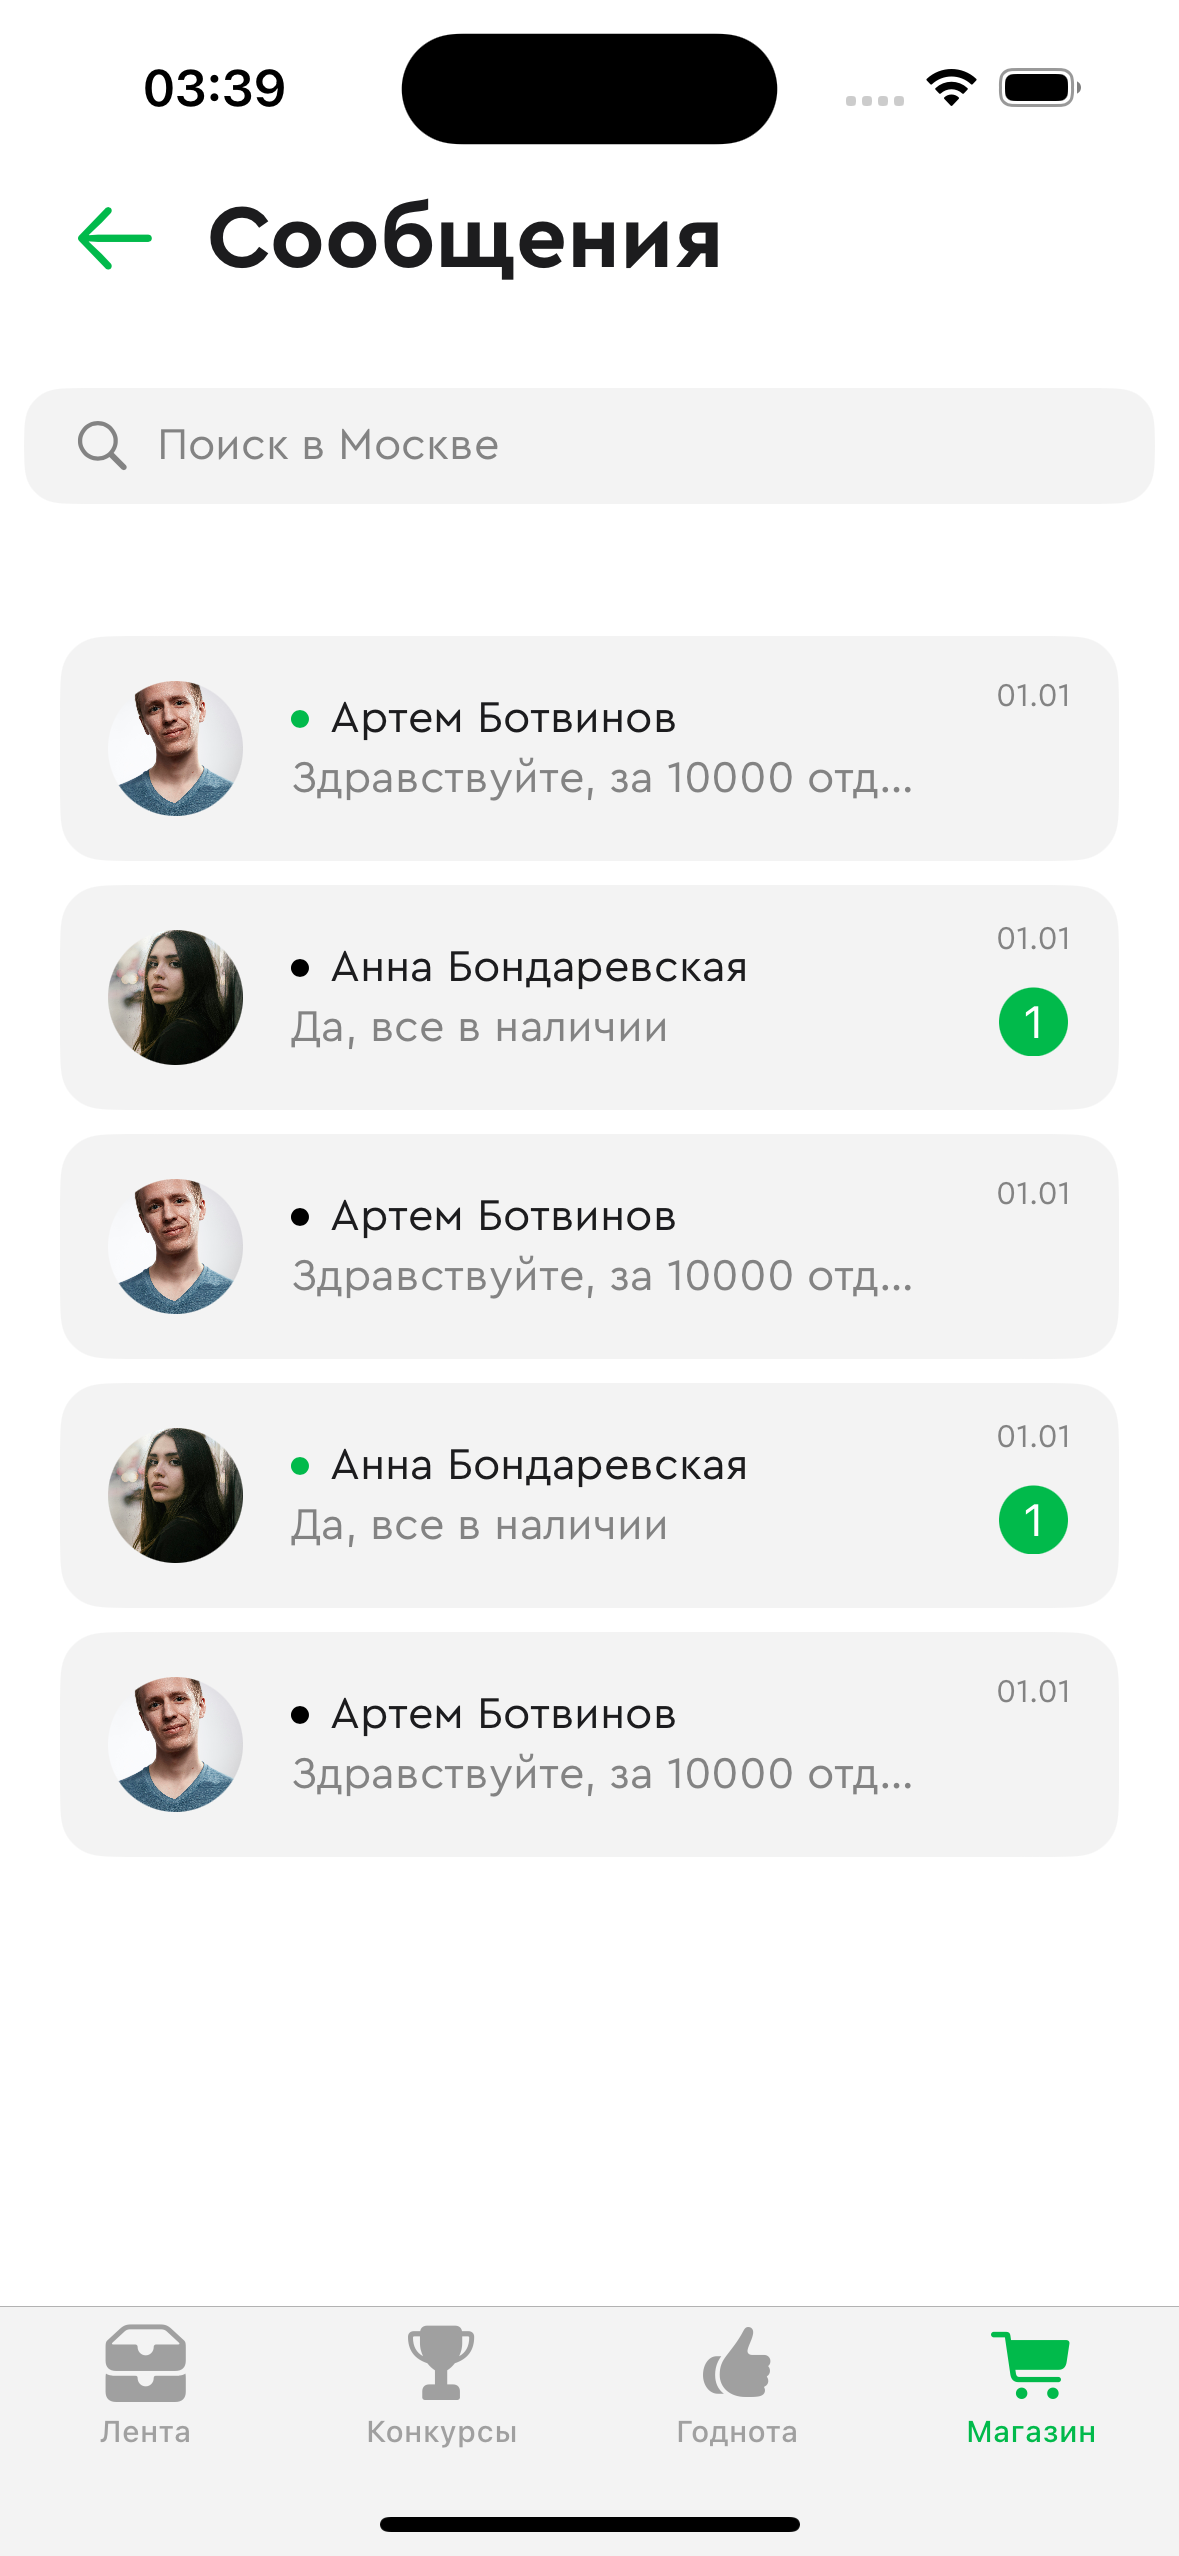 03:39
Сообщения
Поиск в Москве
Артем Ботвинов
01.01
Здравствуйте, за 10000 отд...
Анна Бондаревская
01.01
Да, все в наличии
1
Артем Ботвинов
01.01
Здравствуйте, за 10000 отд...
Анна Бондаревская
01.01
Да, все в наличии
1
Артем Ботвинов
01.01
Здравствуйте, за 10000 отд...
Лента
Конкурсы
Годнота
Магазин